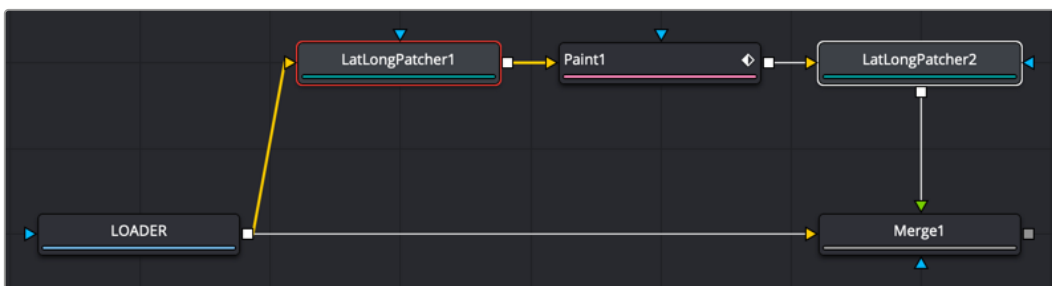 LatLongPatcher1
Paint1
LatLongPatcher2
LOADER
Merge1